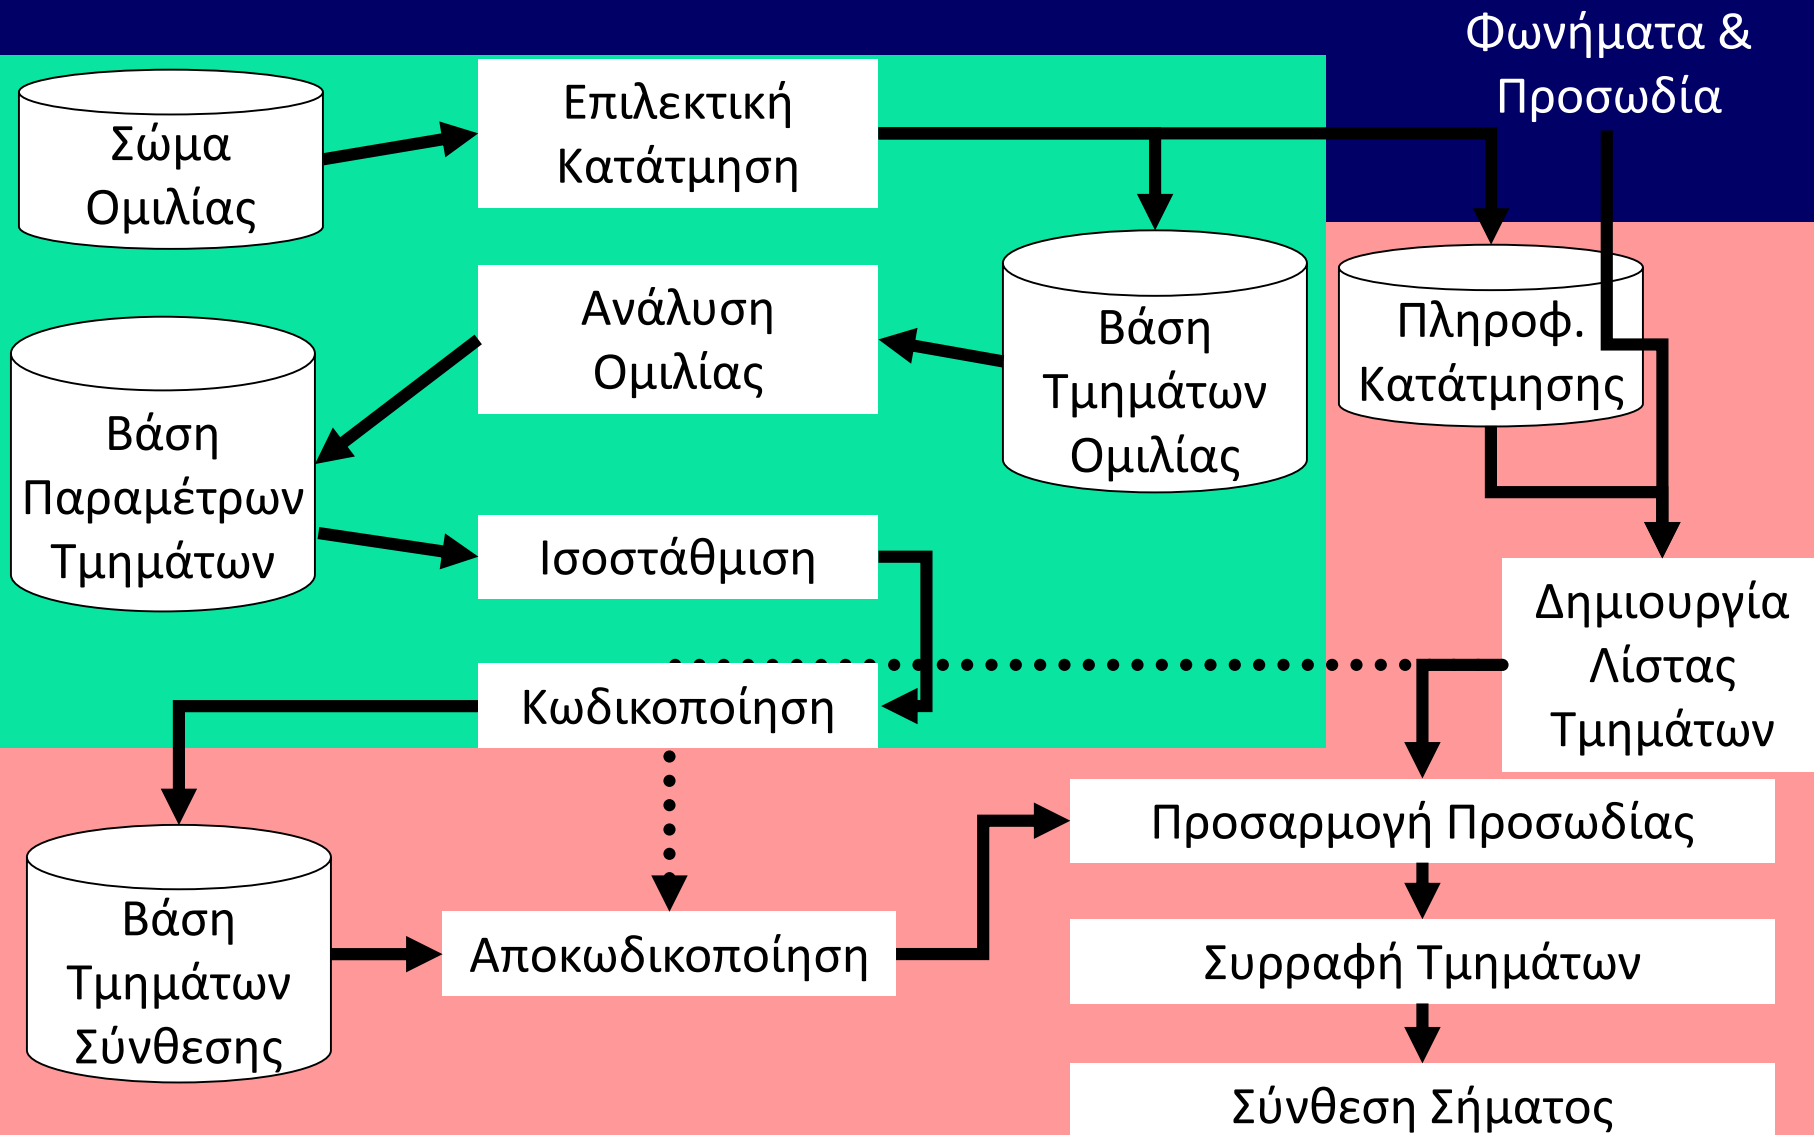 Φωνήματα &
Προσωδία
Σώμα
Ομιλίας
Επιλεκτική
Κατάτμηση
Ανάλυση
Ομιλίας
Βάση
Τμημάτων
Ομιλίας
Πληροφ.
Κατάτμησης
Βάση
Παραμέτρων
Τμημάτων
Ισοστάθμιση
Δημιουργία
Λίστας
Τμημάτων
Κωδικοποίηση
Προσαρμογή Προσωδίας
Βάση
Τμημάτων
Σύνθεσης
Αποκωδικοποίηση
Συρραφή Τμημάτων
Σύνθεση Σήματος